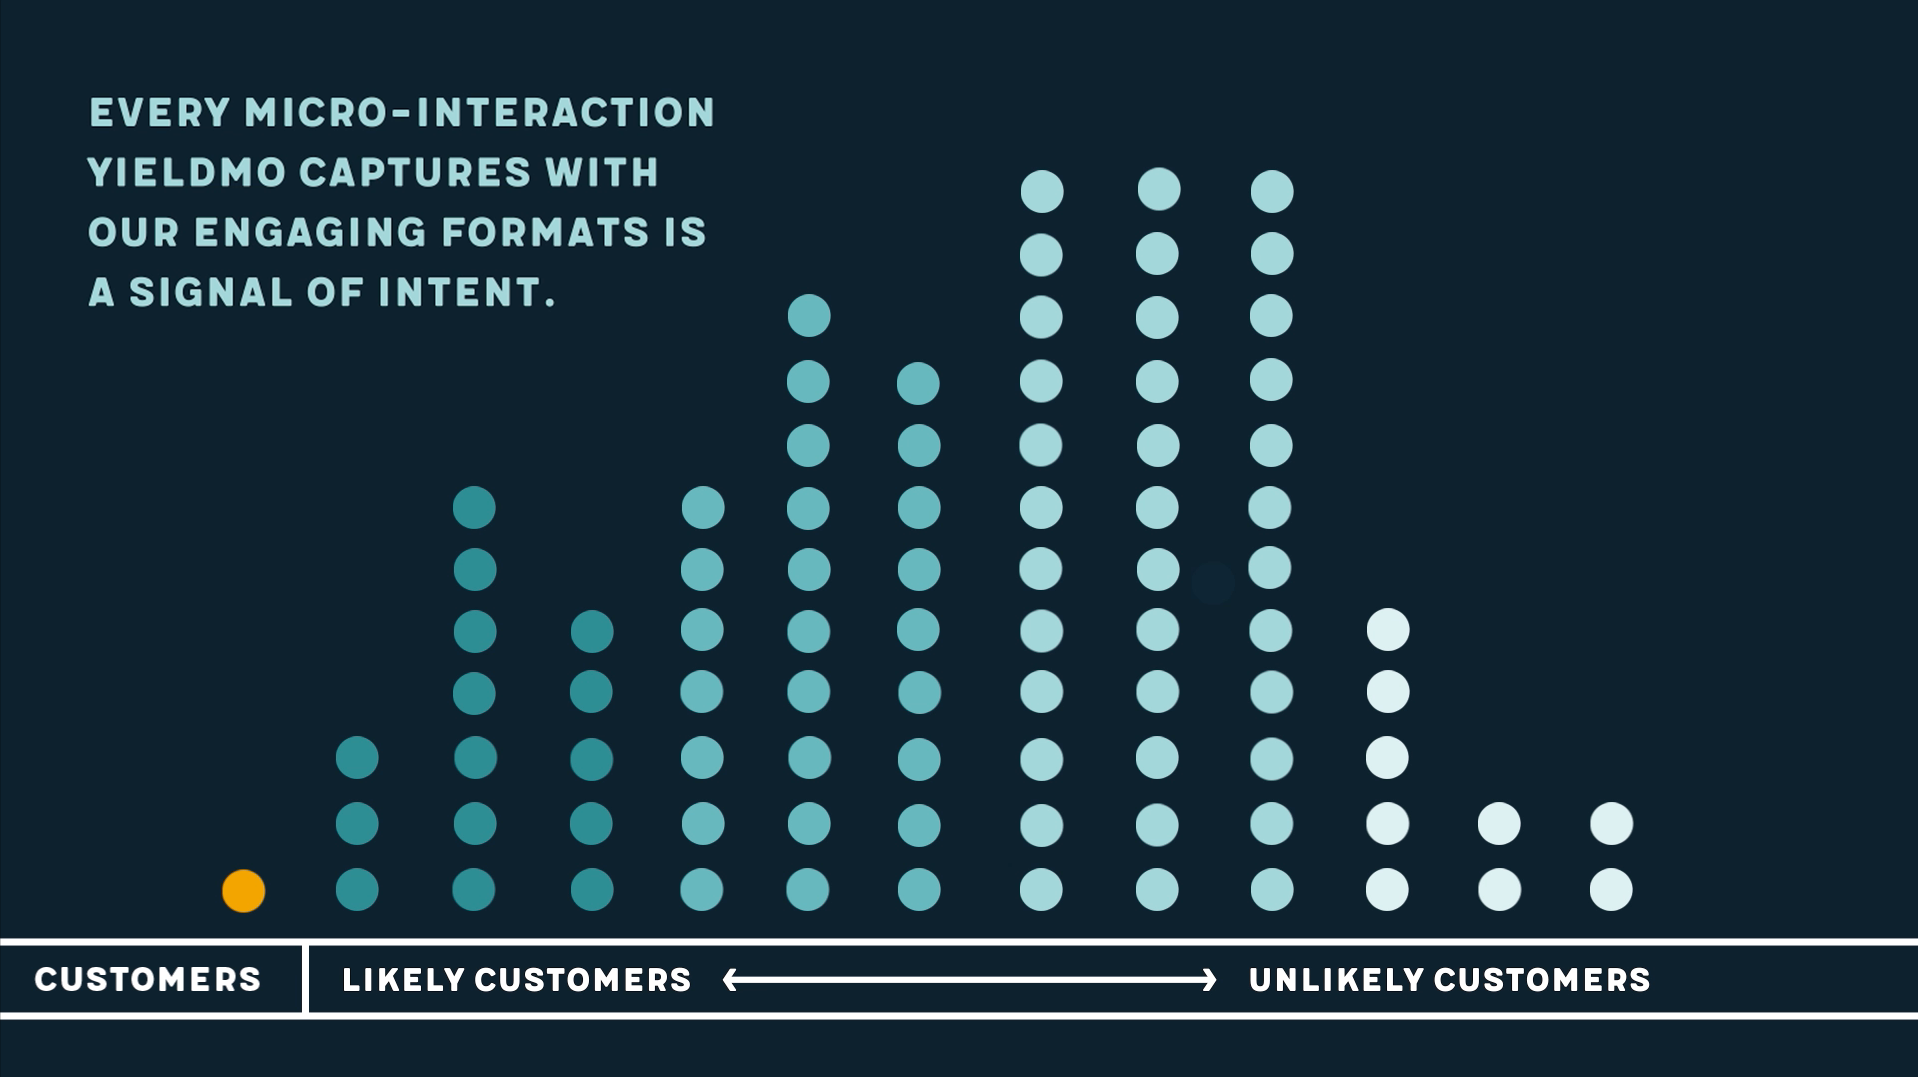 EVERY MICRO-INTERACTION
YIELDMO CAPTURES WITH
OUR ENGAGING FORMATS IS
A SIGNAL OF INTENT.
CUSTOMERS
LIKELY CUSTOMERS
UNLIKELY CUSTOMERS